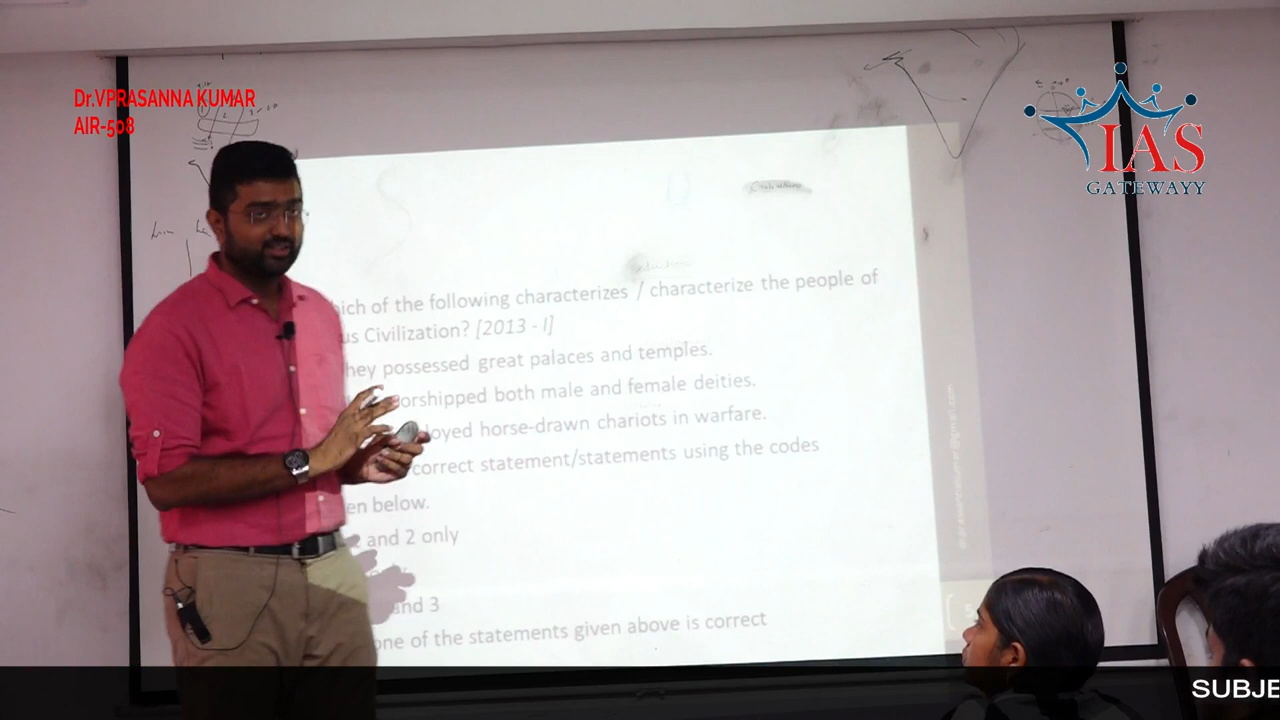 Dr.VPRASANNA KUMAR
AIR-508
IAS
GATEWAYY
hich of the following characterizes / characterize the people of
us Civilization? [2013 - I]
hey possessed great palaces and temples.
orshipped both male and female deities.
loyed horse-drawn chariots in warfare.
correct statement/statements using the codes
en below.
and 2 only
and 3
one of the statements given above is correct
SUBJE